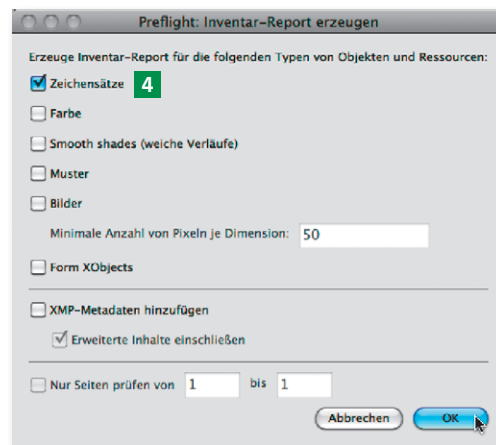 Preflight: Inventar-Report erzeugen
Erzeuge Inventar-Report für die folgenden Typen von Objekten und Ressourcen:
Zeichensätze 4
Farbe
Smooth shades (weiche Verläufe)
Muster
Bilder
Minimale Anzahl von Pixeln je Dimension: 50
Form XObjects
XMP-Metadaten hinzufügen
Erweiterte Inhalte einschließen
Nur Seiten prüfen von 1 bis 1
Abbrechen OK